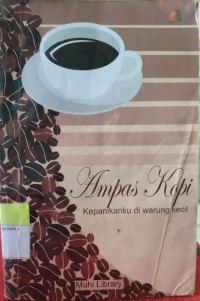 Ampas Kopi
Kepanikanku di warung kecil
Muhi Library